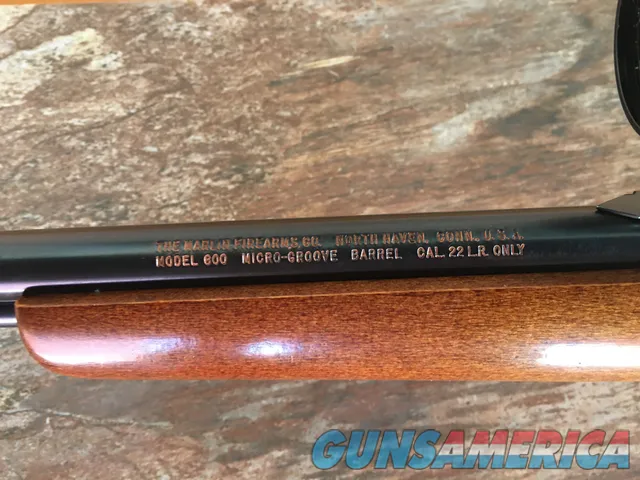 THE MARLIN FIREARMS CO. NORTH HAVEN, CONN. U.S.A.
MODEL 600 MICRO-GROOVE BARREL CAL. 22 L.R. ONLY
GUNSAMERICA